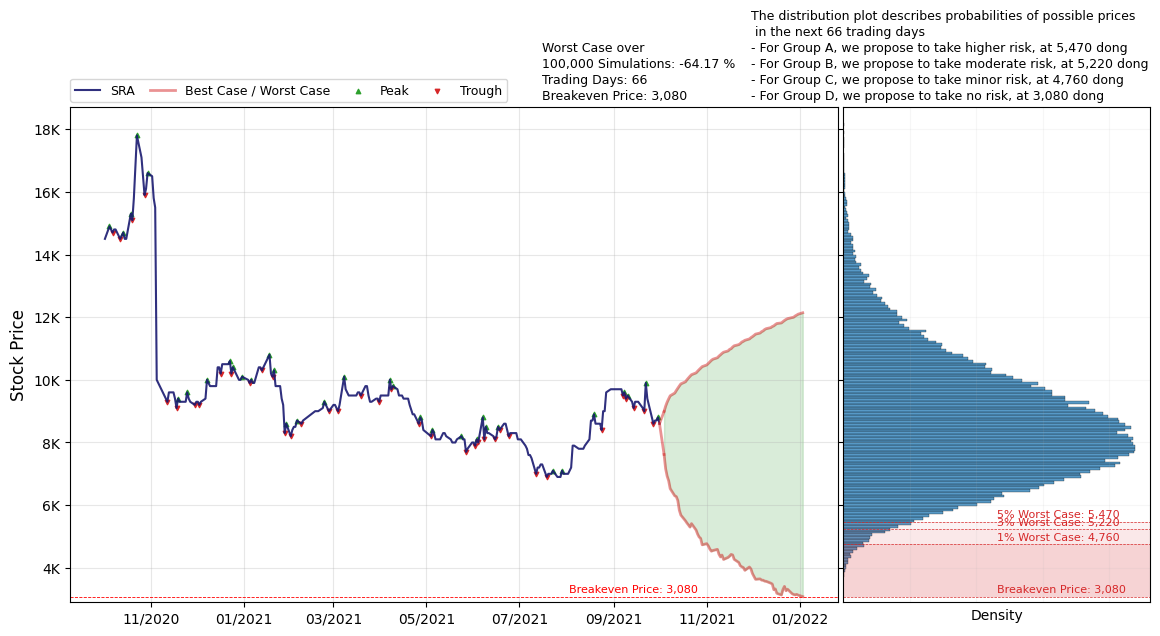 The distribution plot describes probabilities of possible prices
in the next 66 trading days
- For Group A, we propose to take higher risk, at 5,470 dong
- For Group B, we propose to take moderate risk, at 5,220 dong
- For Group C, we propose to take minor risk, at 4,760 dong
- For Group D, we propose to take no risk, at 3,080 dong
Worst Case over
100,000 Simulations: -64.17 %
Trading Days: 66
Breakeven Price: 3,080
SRA
Best Case / Worst Case
Peak
Trough
Stock Price
18K
16K
14K
12K
10K
8K
6K
4K
Breakeven Price: 3,080
11/2020
01/2021
3/2021
05/2021
07/2021
09/2021
11/2021
01/2022
5% Worst Case: 5,470
3% Worst Case: 5,220
1% Worst Case: 4,760
Breakeven Price: 3,080
Density